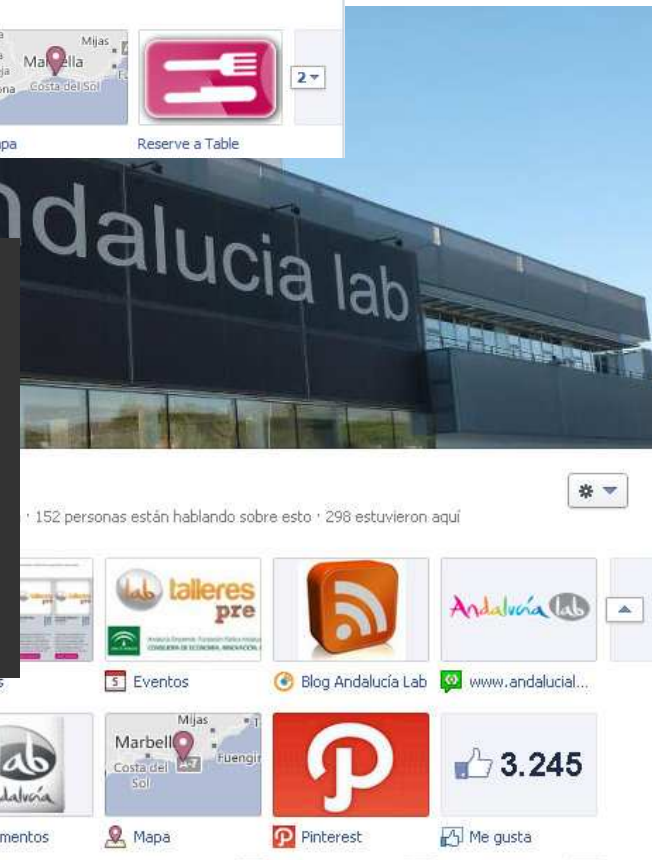 Mijas
Marbella
Costa del Sol
Reserve a Table
2
ndalucia lab
152 personas están hablando sobre esto · 298 estuvieron aquí
lab talleres
pre
5 Eventos
Blog Andalucía Lab
Andalucía lab
www.andalucial...
Mijas
Marbell
A-7
Fuengir
Costa del
Sol
3.245
mentos
Mapa
Pinterest
Me gusta